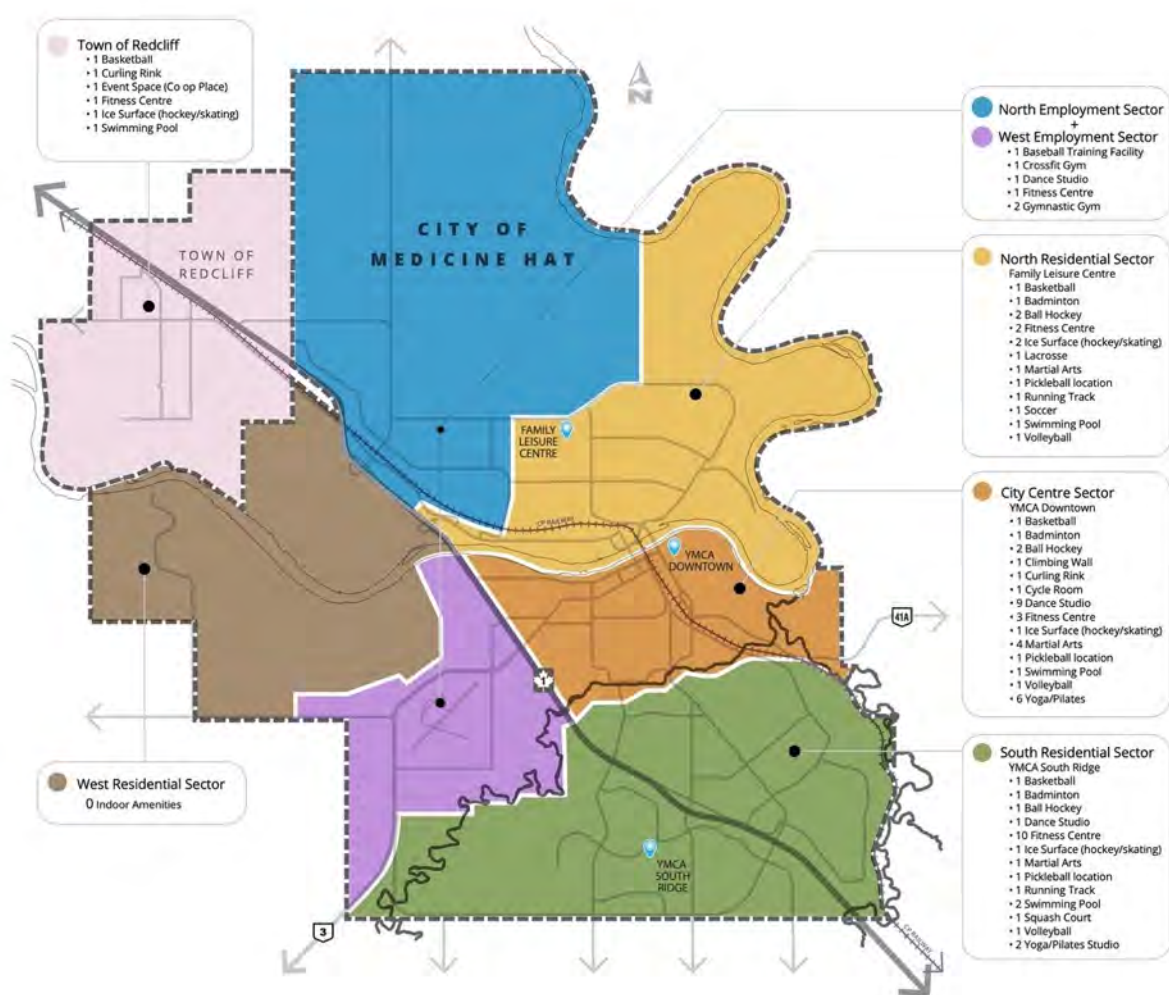 Town of Redcliff
• 1 Basketball
• 1 Curling Rink
• 1 Event Space (Co op Place)
• 1 Fitness Centre
• 1 Ice Surface (hockey/skating)
• 1 Swimming Pool
N
North Employment Sector
+
West Employment Sector
• 1 Baseball Training Facility
• 1 Crossfit Gym
• 1 Dance Studio
• 1 Fitness Centre
• 2 Gymnastic Gym
TOWN OF
REDCLIFF
CITY OF
MEDICINE HAT
North Residential Sector
Family Leisure Centre
• 1 Basketball
• 1 Badminton
• 2 Ball Hockey
• 2 Fitness Centre
• 2 Ice Surface (hockey/skating)
• 1 Lacrosse
• 1 Martial Arts
• 1 Pickleball location
• 1 Running Track
• 1 Soccer
• 1 Swimming Pool
• 1 Volleyball
FAMILY
LEISURE
CENTRE
CP RAILWAY
YMCA
DOWNTOWN
City Centre Sector
YMCA Downtown
• 1 Basketball
• 1 Badminton
• 2 Ball Hockey
• 1 Climbing Wall
• 1 Curling Rink
• 1 Cycle Room
• 9 Dance Studio
• 3 Fitness Centre
• 1 Ice Surface (hockey/skating)
• 4 Martial Arts
• 1 Pickleball location
• 1 Swimming Pool
• 1 Volleyball
• 6 Yoga/Pilates
41A
1
West Residential Sector
0 Indoor Amenities
South Residential Sector
YMCA South Ridge
• 1 Basketball
• 1 Badminton
• 1 Ball Hockey
• 1 Dance Studio
• 10 Fitness Centre
• 1 Ice Surface (hockey/skating)
• 1 Martial Arts
• 1 Pickleball location
• 1 Running Track
• 2 Swimming Pool
• 1 Squash Court
• 1 Volleyball
• 2 Yoga/Pilates Studio
YMCA
SOUTH
RIDGE
3
CP RAILWAY